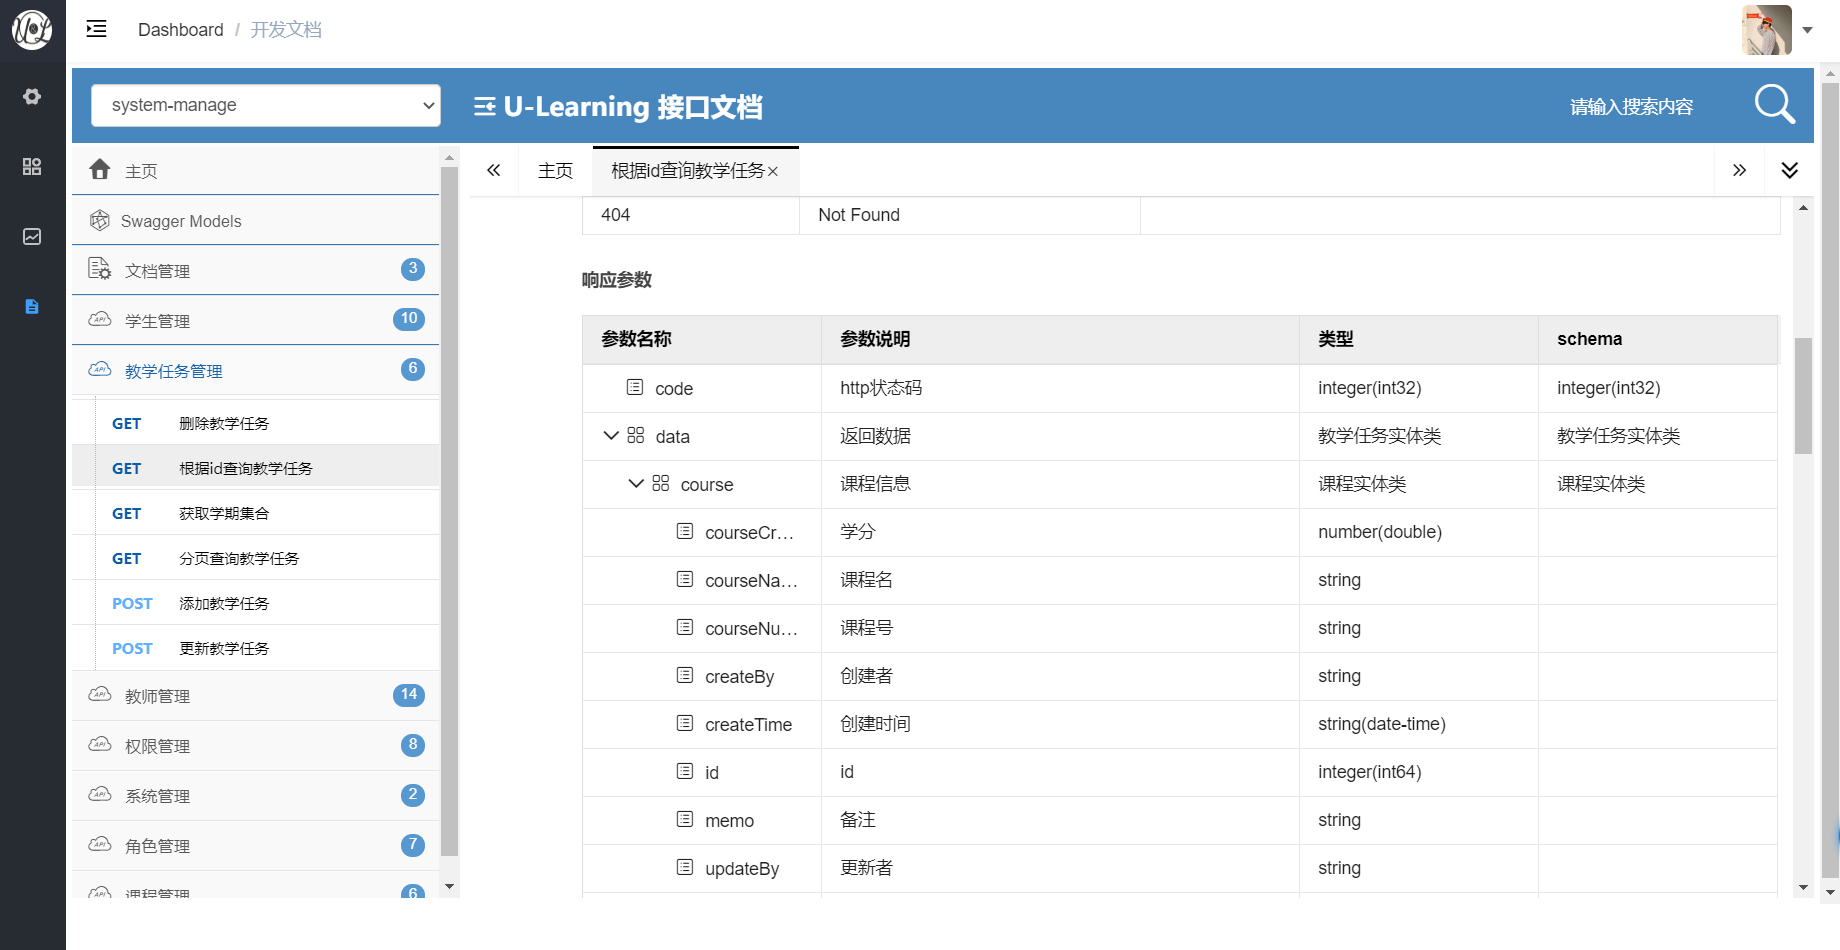 Dashboard / 开发文档
system-manage
U-Learning 接口文档
请输入搜索内容
主页
Swagger Models
文档管理 3
学生管理 10
教学任务管理 6
GET 删除教学任务
GET 根据id查询教学任务
GET 获取学期集合
GET 分页查询教学任务
POST 添加教学任务
POST 更新教学任务
教师管理 14
权限管理 8
系统管理 2
角色管理 7
课程管理 6
主页 根据id查询教学任务×
404 Not Found
响应参数
参数名称 参数说明 类型 schema
code http状态码 integer(int32) integer(int32)
data 返回数据 教学任务实体类 教学任务实体类
course 课程信息 课程实体类 课程实体类
courseCr… 学分 number(double)
courseNa… 课程名 string
courseNu… 课程号 string
createBy 创建者 string
createTime 创建时间 string(date-time)
id id integer(int64)
memo 备注 string
updateBy 更新者 string